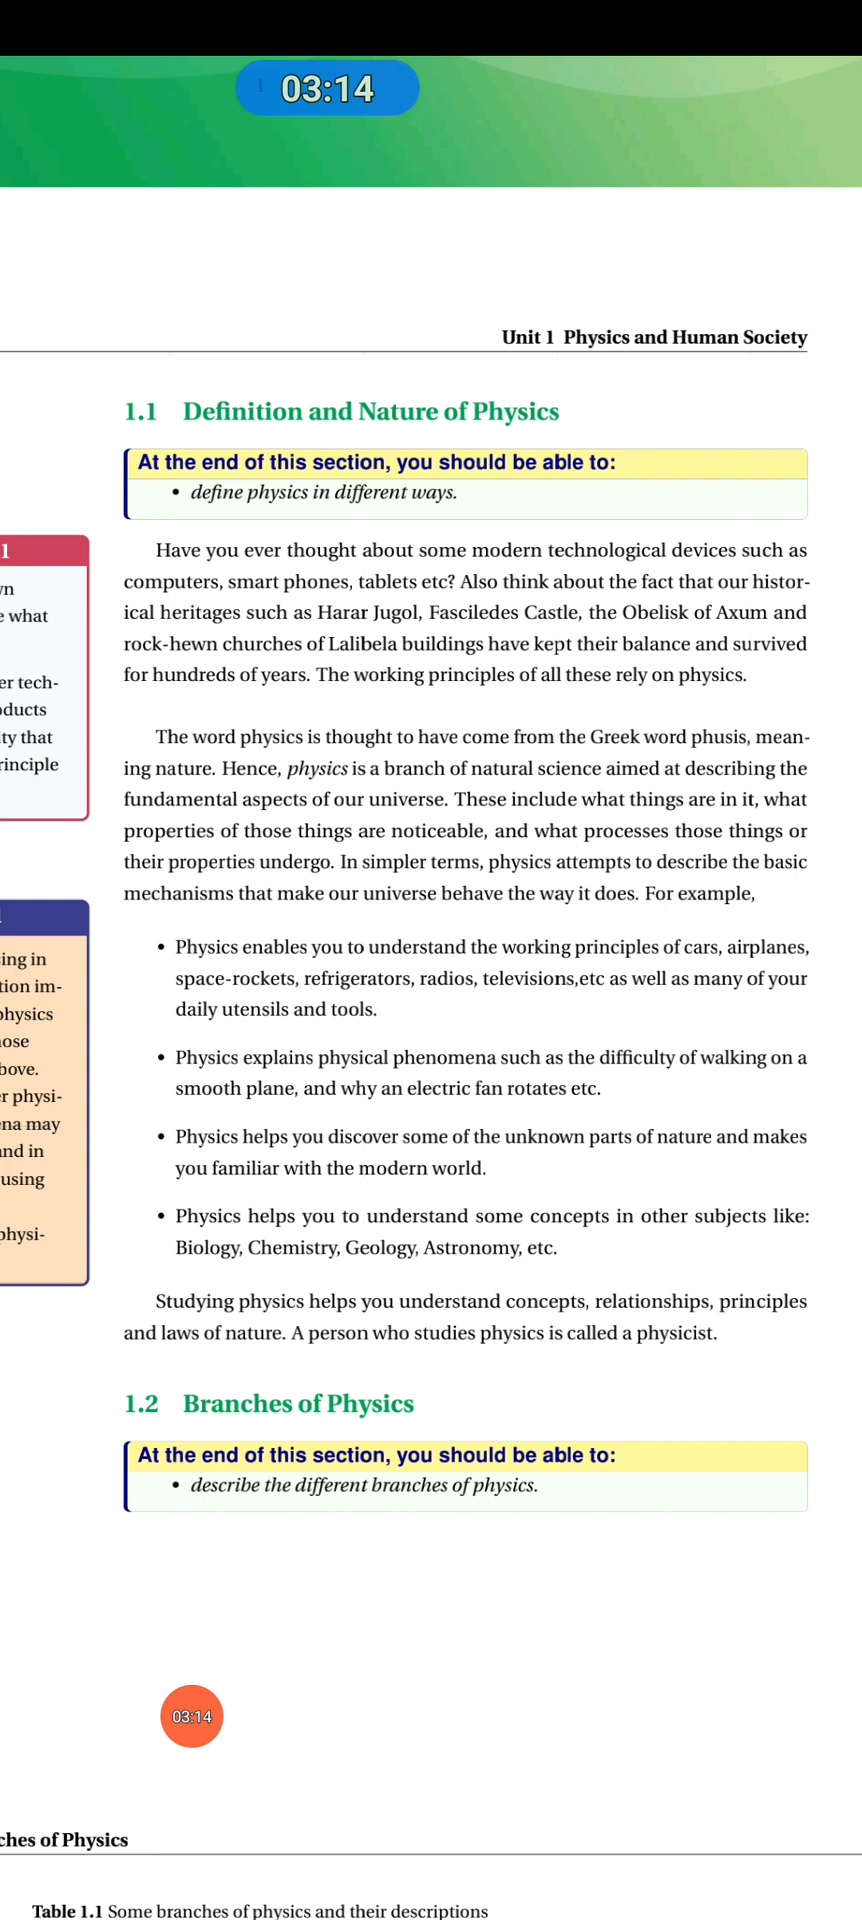 03:14
Unit 1 Physics and Human Society
1.1 Definition and Nature of Physics
At the end of this section, you should be able to:
• define physics in different ways.
Have you ever thought about some modern technological devices such as
computers, smart phones, tablets etc? Also think about the fact that our histor-
ical heritages such as Harar Jugol, Fasciledes Castle, the Obelisk of Axum and
rock-hewn churches of Lalibela buildings have kept their balance and survived
for hundreds of years. The working principles of all these rely on physics.
The word physics is thought to have come from the Greek word phusis, mean-
ing nature. Hence, physics is a branch of natural science aimed at describing the
fundamental aspects of our universe. These include what things are in it, what
properties of those things are noticeable, and what processes those things or
their properties undergo. In simpler terms, physics attempts to describe the basic
mechanisms that make our universe behave the way it does. For example,
• Physics enables you to understand the working principles of cars, airplanes,
space-rockets, refrigerators, radios, televisions,etc as well as many of your
daily utensils and tools.
• Physics explains physical phenomena such as the difficulty of walking on a
smooth plane, and why an electric fan rotates etc.
• Physics helps you discover some of the unknown parts of nature and makes
you familiar with the modern world.
• Physics helps you to understand some concepts in other subjects like:
Biology, Chemistry, Geology, Astronomy, etc.
Studying physics helps you understand concepts, relationships, principles
and laws of nature. A person who studies physics is called a physicist.
1
what
tech-
that
ing in
physics
physi-
may
in
using
physi-
1.2 Branches of Physics
At the end of this section, you should be able to:
• describe the different branches of physics.
03:14
of Physics
Table 1.1 Some branches of physics and their descriptions